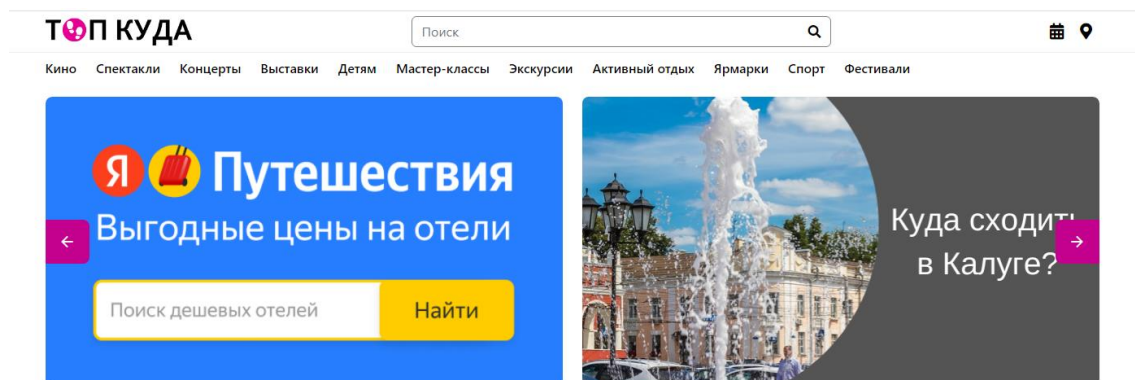 ТОП КУДА
Поиск
Кино Спектакли Концерты Выставки Детям Мастер-классы Экскурсии Активный отдых Ярмарки Спорт Фестивали
Я Путешествия
Выгодные цены на отели
Поиск дешевых отелей Найти
Куда сходить
в Калуге?